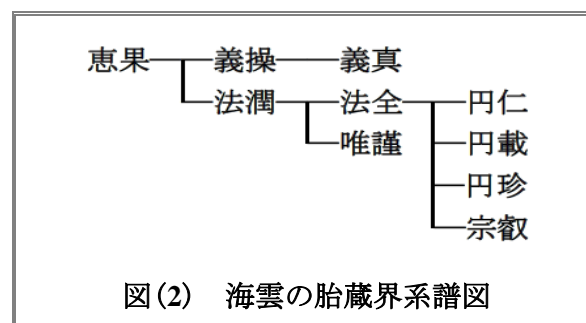 恵果 義操 義真
法潤 法全 円仁
唯謹 円載
円珍
宗叡
図(2) 海雲の胎蔵界系譜図